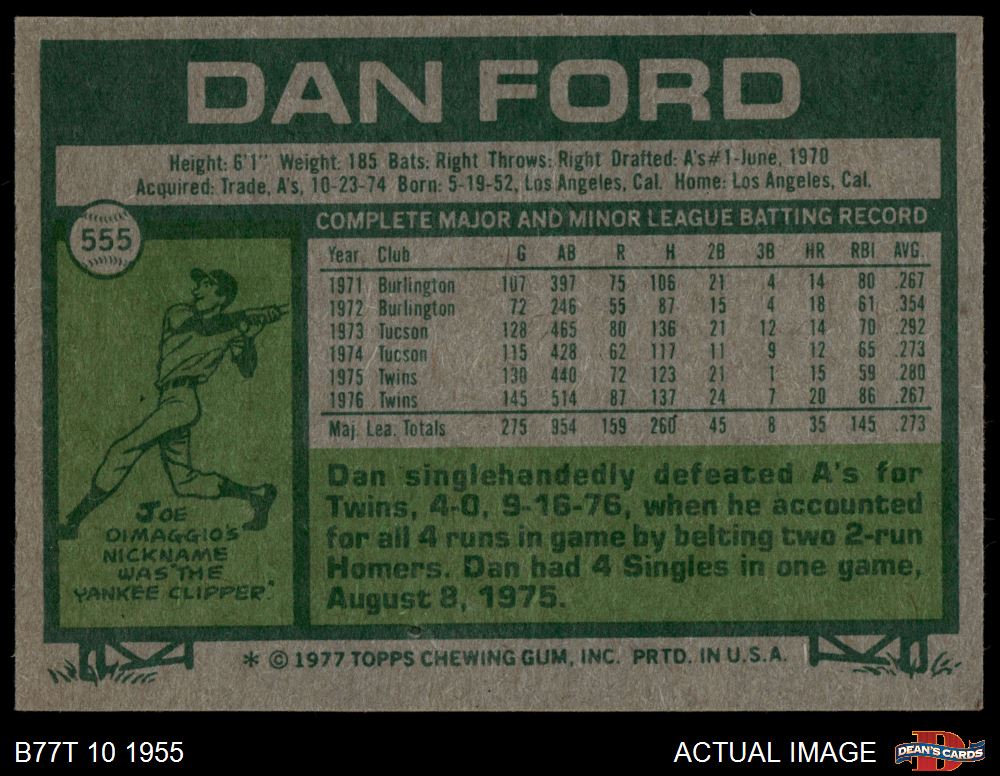 DAN FORD
Height: 6'1" Weight: 185 Bats: Right Throws: Right Drafted: A's#1-June, 1970
Acquired: Trade, A's, 10-23-74 Born: 5-19-52, Los Angeles, Cal. Home: Los Angeles, Cal.
555
COMPLETE MAJOR AND MINOR LEAGUE BATTING RECORD
Year Club G AB R H 2B 3B HR RBI AVG.
1971 Burlington 107 397 75 106 21 4 14 80 .267
1972 Burlington 72 246 55 87 15 4 18 61 .354
1973 Tucson 128 465 80 136 21 12 14 70 .292
1974 Tucson 115 428 62 117 11 9 12 65 .273
1975 Twins 130 440 72 123 21 1 15 59 .280
1976 Twins 145 514 87 137 24 7 20 86 .267
Maj. Lea. Totals 275 954 159 260 45 8 35 145 .273
Dan singlehandedly defeated A's for
Twins, 4-0, 9-16-76, when he accounted
for all 4 runs in game by belting two 2-run
Homers. Dan had 4 Singles in one game,
August 8, 1975.
JOE
DIMAGGIO'S
NICKNAME
WAS "THE
YANKEE CLIPPER."
* © 1977 TOPPS CHEWING GUM, INC. PRTD. IN U.S.A.
B77T 10 1955
ACTUAL IMAGE
DEAN'S CARDS